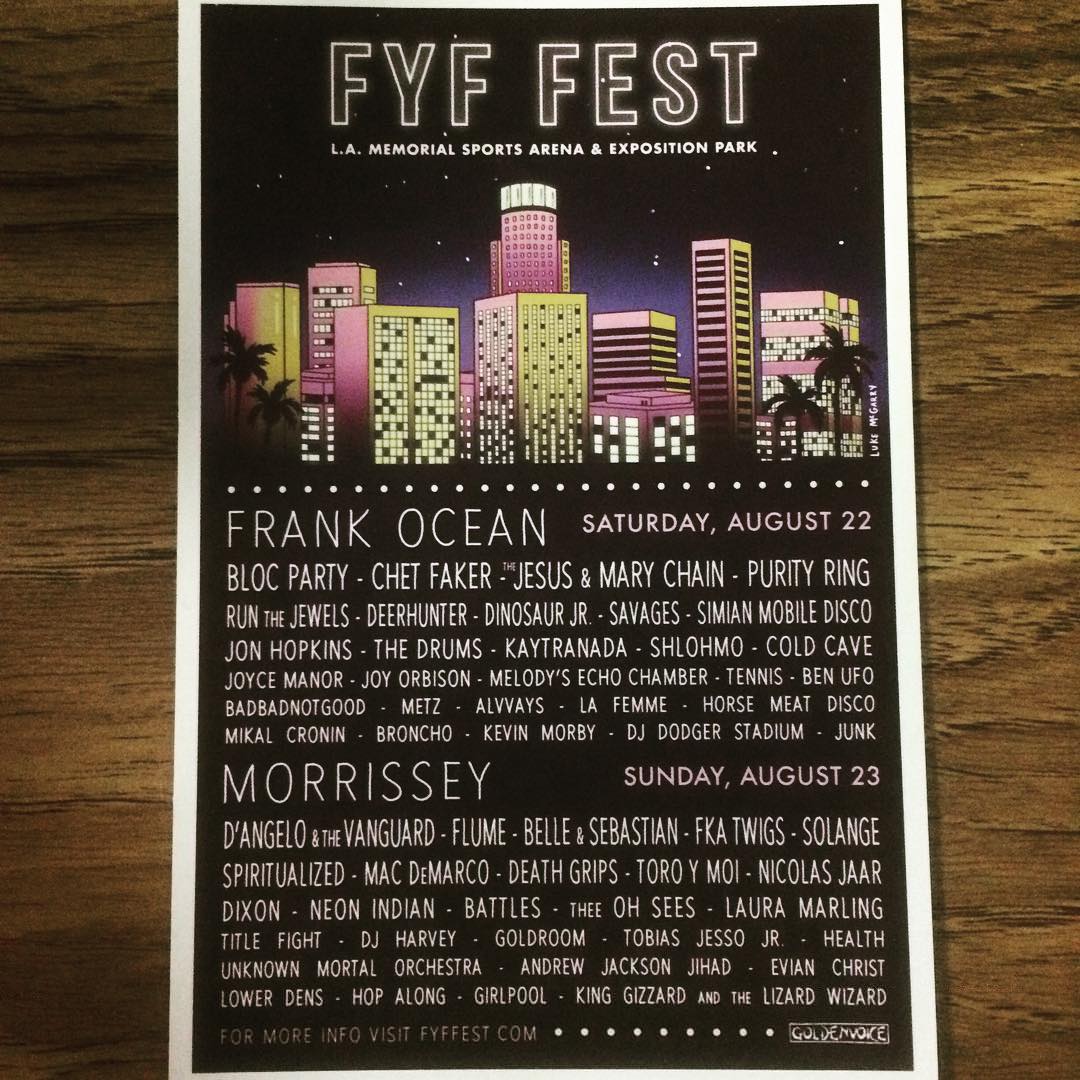 FYF FEST
L.A. MEMORIAL SPORTS ARENA & EXPOSITION PARK
LUKE McGARRY
FRANK OCEAN SATURDAY, AUGUST 22
BLOC PARTY - CHET FAKER - THE JESUS & MARY CHAIN - PURITY RING
RUN THE JEWELS - DEERHUNTER - DINOSAUR JR. - SAVAGES - SIMIAN MOBILE DISCO
JON HOPKINS - THE DRUMS - KAYTRANADA - SHLOHMO - COLD CAVE
JOYCE MANOR - JOY ORBISON - MELODY'S ECHO CHAMBER - TENNIS - BEN UFO
BADBADNOTGOOD - METZ - ALVVAYS - LA FEMME - HORSE MEAT DISCO
MIKAL CRONIN - BRONCHO - KEVIN MORBY - DJ DODGER STADIUM - JUNK
MORRISSEY SUNDAY, AUGUST 23
D'ANGELO & THE VANGUARD - FLUME - BELLE & SEBASTIAN - FKA TWIGS - SOLANGE
SPIRITUALIZED - MAC DeMARCO - DEATH GRIPS - TORO Y MOI - NICOLAS JAAR
DIXON - NEON INDIAN - BATTLES - THEE OH SEES - LAURA MARLING
TITLE FIGHT - DJ HARVEY - GOLDROOM - TOBIAS JESSO JR. - HEALTH
UNKNOWN MORTAL ORCHESTRA - ANDREW JACKSON JIHAD - EVIAN CHRIST
LOWER DENS - HOP ALONG - GIRLPOOL - KING GIZZARD AND THE LIZARD WIZARD
FOR MORE INFO VISIT FYFFEST.COM GOLDENVOICE